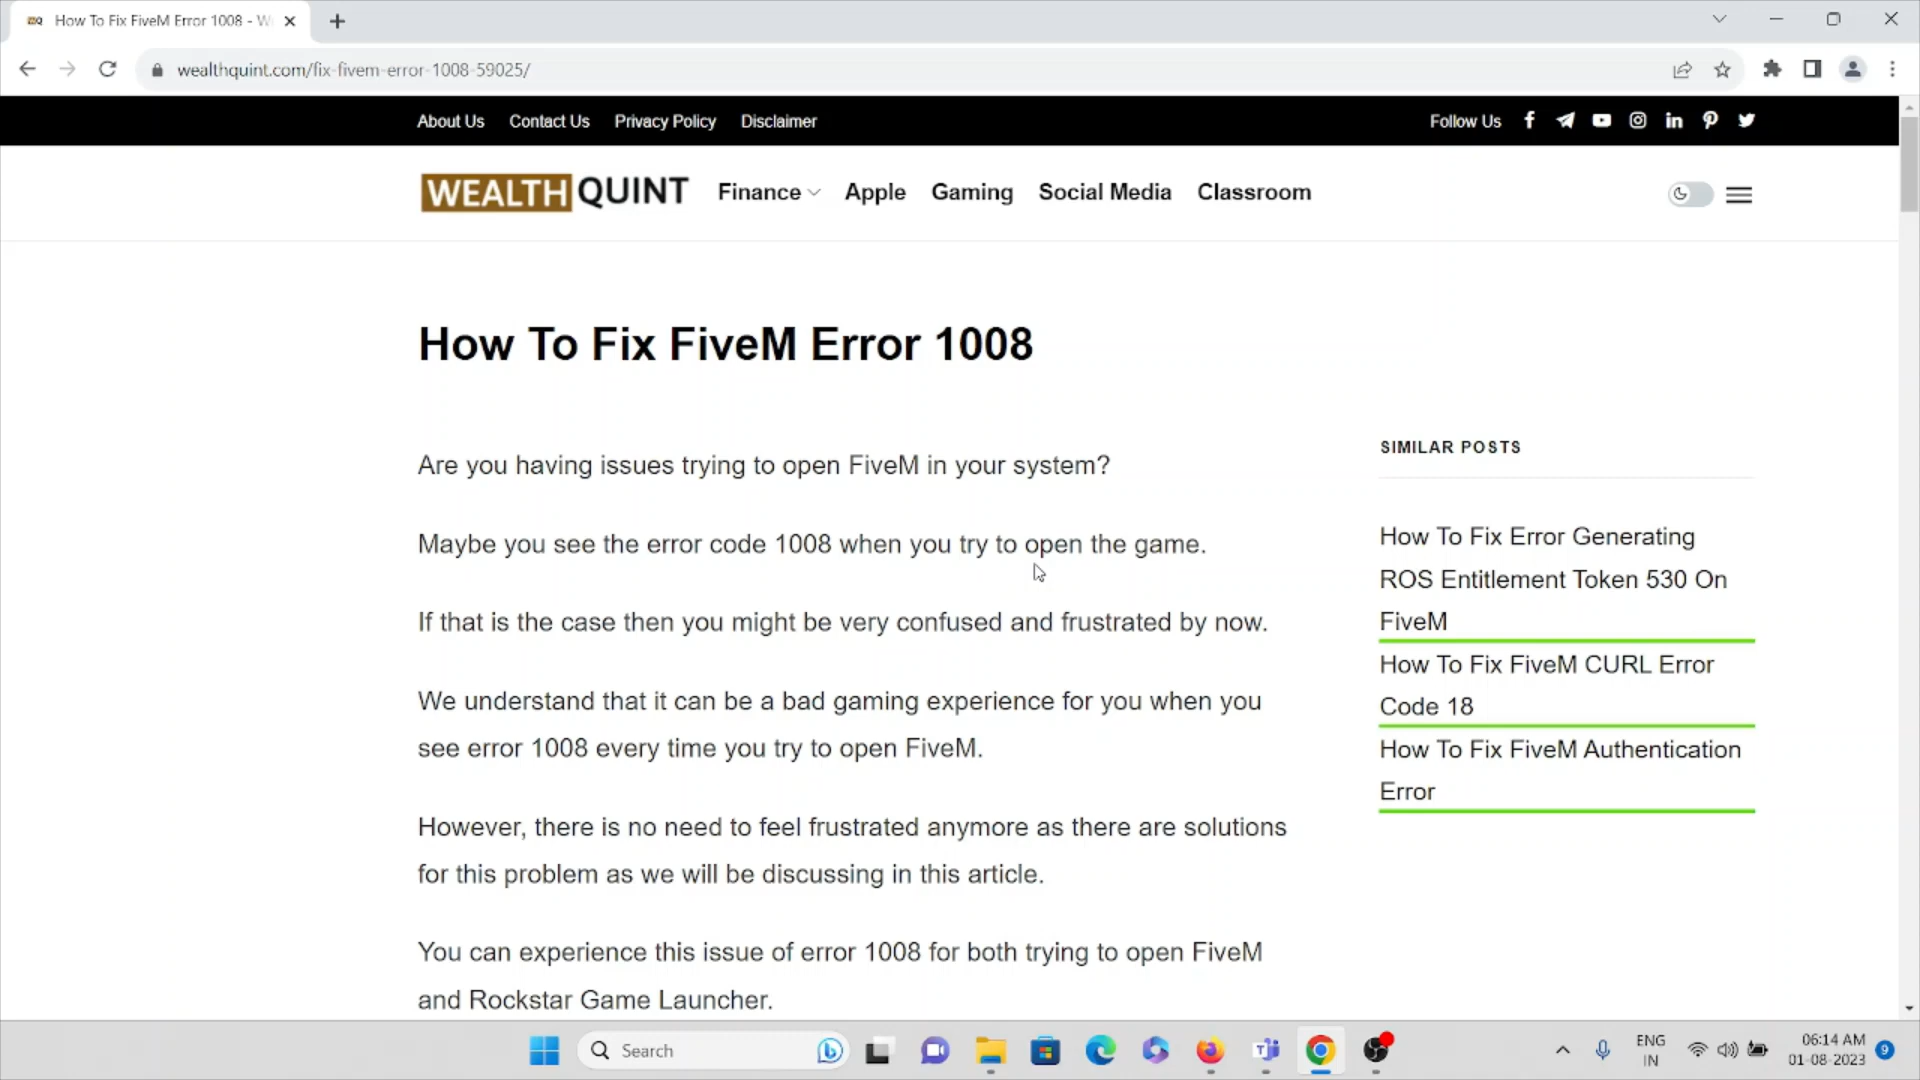 How To Fix FiveM Error 1008 - W
wealthquint.com/fix-fivem-error-1008-59025/
About Us Contact Us Privacy Policy Disclaimer Follow Us
WEALTH QUINT Finance Apple Gaming Social Media Classroom
How To Fix FiveM Error 1008
Are you having issues trying to open FiveM in your system?
Maybe you see the error code 1008 when you try to open the game.
If that is the case then you might be very confused and frustrated by now.
We understand that it can be a bad gaming experience for you when you
see error 1008 every time you try to open FiveM.
However, there is no need to feel frustrated anymore as there are solutions
for this problem as we will be discussing in this article.
You can experience this issue of error 1008 for both trying to open FiveM
and Rockstar Game Launcher.
SIMILAR POSTS
How To Fix Error Generating
ROS Entitlement Token 530 On
FiveM
How To Fix FiveM CURL Error
Code 18
How To Fix FiveM Authentication
Error
Search
ENG
IN
06:14 AM
01-08-2023
9